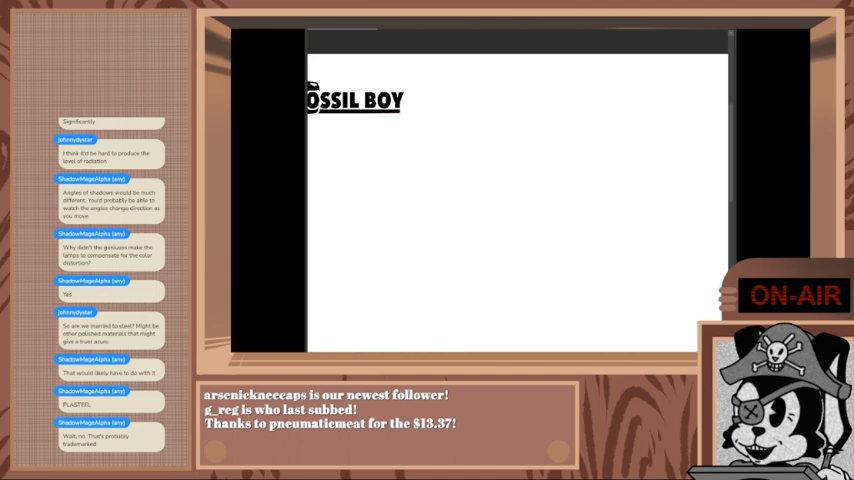 Significantly
Johnnydystar
I think it'd be hard to produce the
level of radiation
ShadowMageAlpha (any)
Angles of shadows would be much
different. You'd probably be able to
watch the angles change direction as
you move
ShadowMageAlpha (any)
Why didn't the geniuses make the
lamps to compensate for the color
distortion?
ShadowMageAlpha (any)
Yes
Johnnydystar
So are we married to steel? Might be
other polished materials that might
give a truer azure
ShadowMageAlpha (any)
That would likely have to do with it
ShadowMageAlpha (any)
PLASTEEL
ShadowMageAlpha (any)
Wait, no. That's probably
trademarked
OSSIL BOY
ON-AIR
arsenickneecaps is our newest follower!
g_reg is who last subbed!
Thanks to pneumaticmeat for the $13.37!